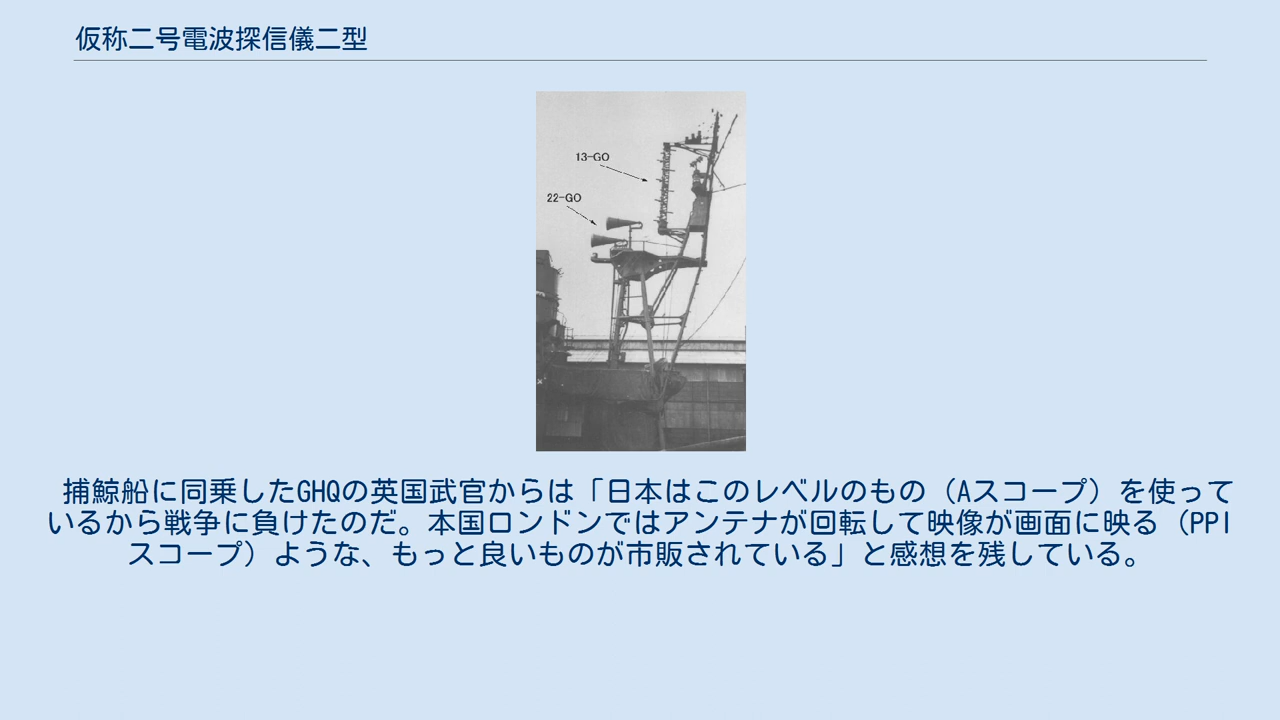 仮称二号電波探信儀二型
13-GO
22-GO
捕鯨船に同乗したGHQの英国武官からは「日本はこのレベルのもの（Aスコープ）を使って
いるから戦争に負けたのだ。本国ロンドンではアンテナが回転して映像が画面に映る（PPI
スコープ）ような、もっと良いものが市販されている」と感想を残している。